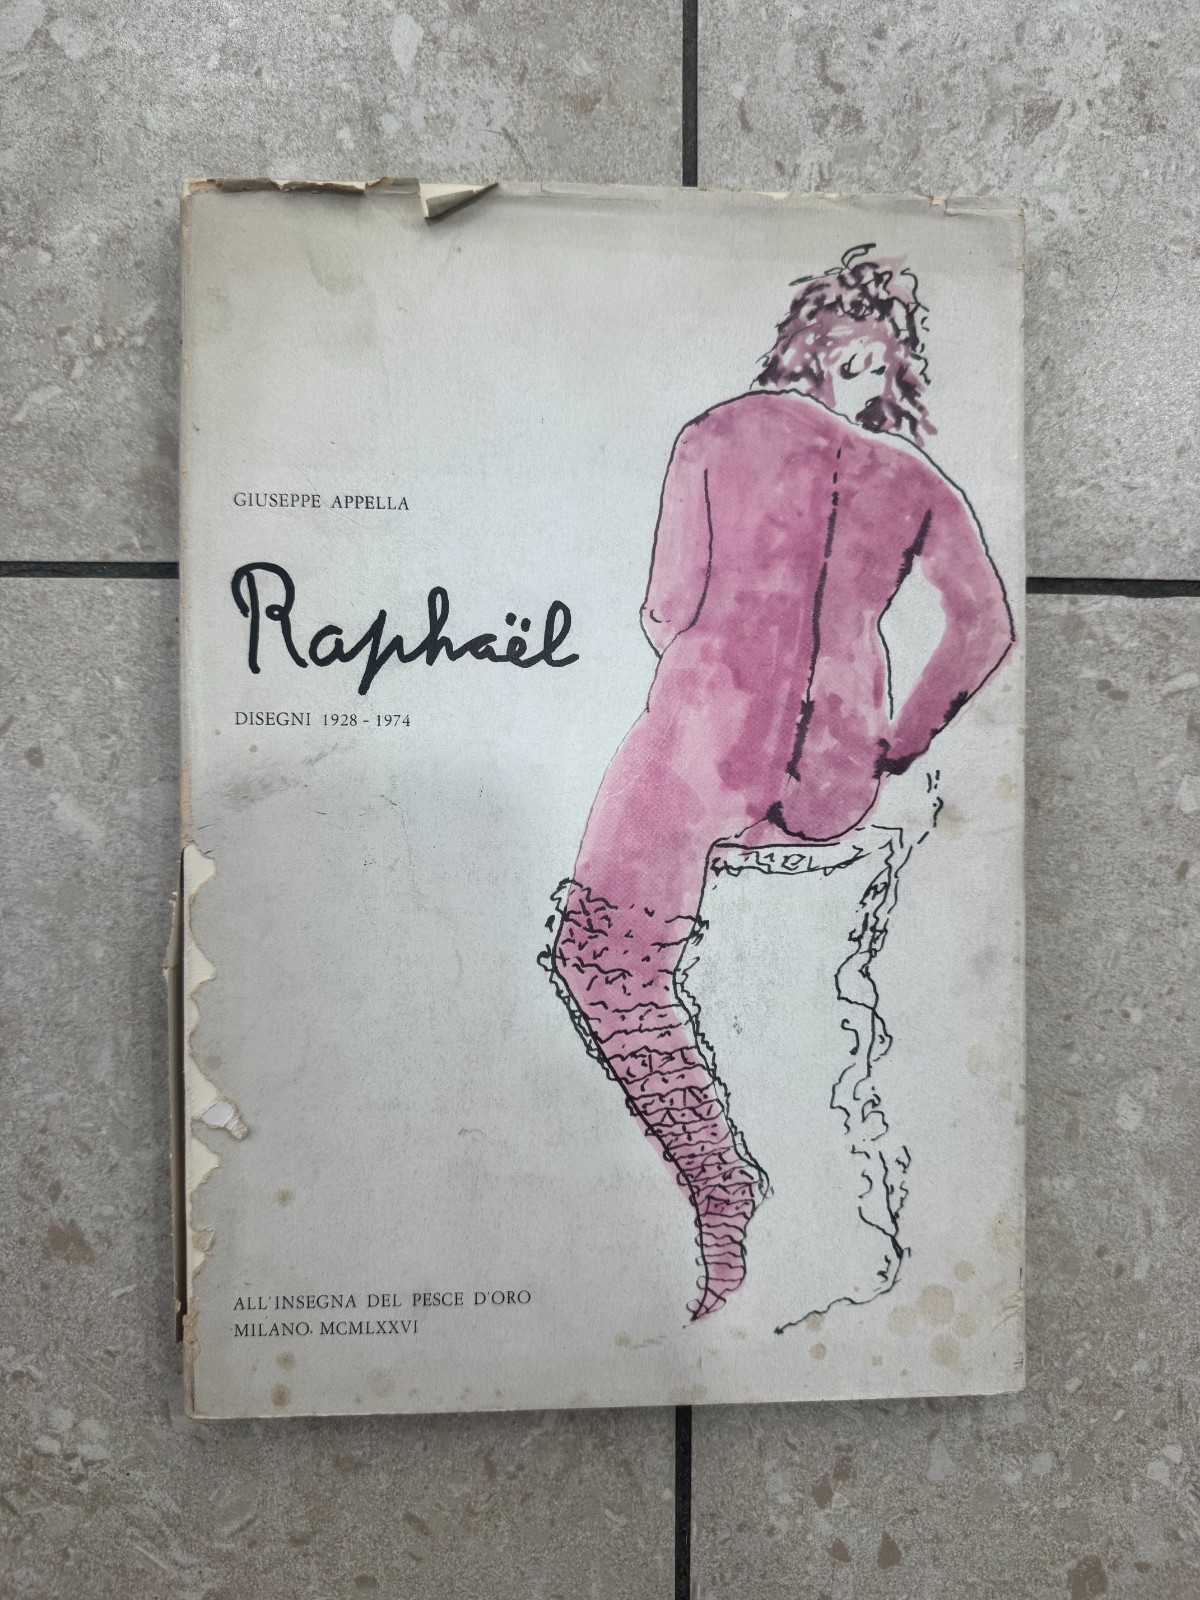 GIUSEPPE APPELLA
Raphaël
DISEGNI 1928 - 1974
ALL'INSEGNA DEL PESCE D'ORO
MILANO. MCMLXXVI